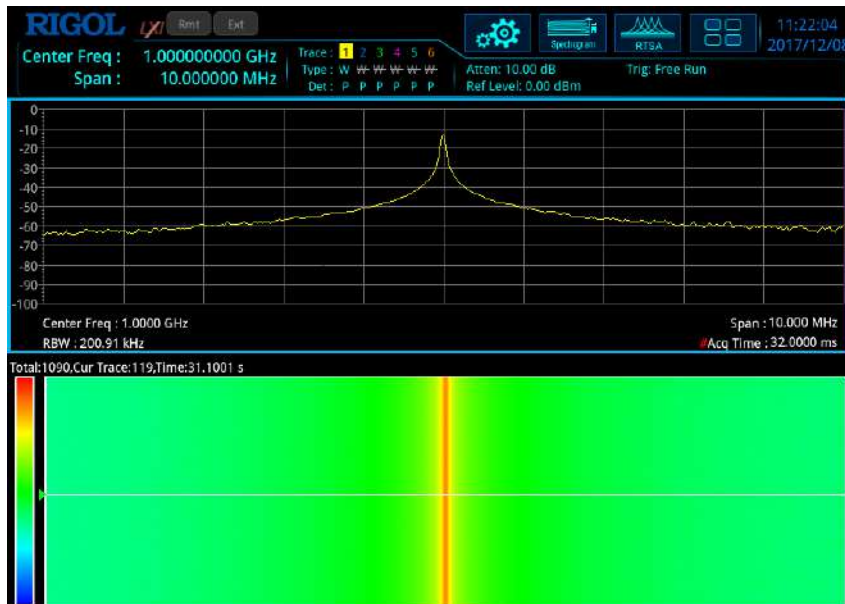 RIGOL LXI Rmt Ext
11:22:04
2017/12/08
Center Freq : 1.000000000 GHz
Span : 10.000000 MHz
Trace : 1 2 3 4 5 6
Type : W W W W W W
Det : P P P P P P
Atten: 10.00 dB
Ref Level: 0.00 dBm
Trig: Free Run
Spectrogram
RTSA
0
-10
-20
-30
-40
-50
-60
-70
-80
-90
-100
Center Freq : 1.0000 GHz
Span : 10.000 MHz
RBW : 200.91 kHz
#Acq Time : 32.0000 ms
Total:1090,Cur Trace:119,Time:31.1001 s